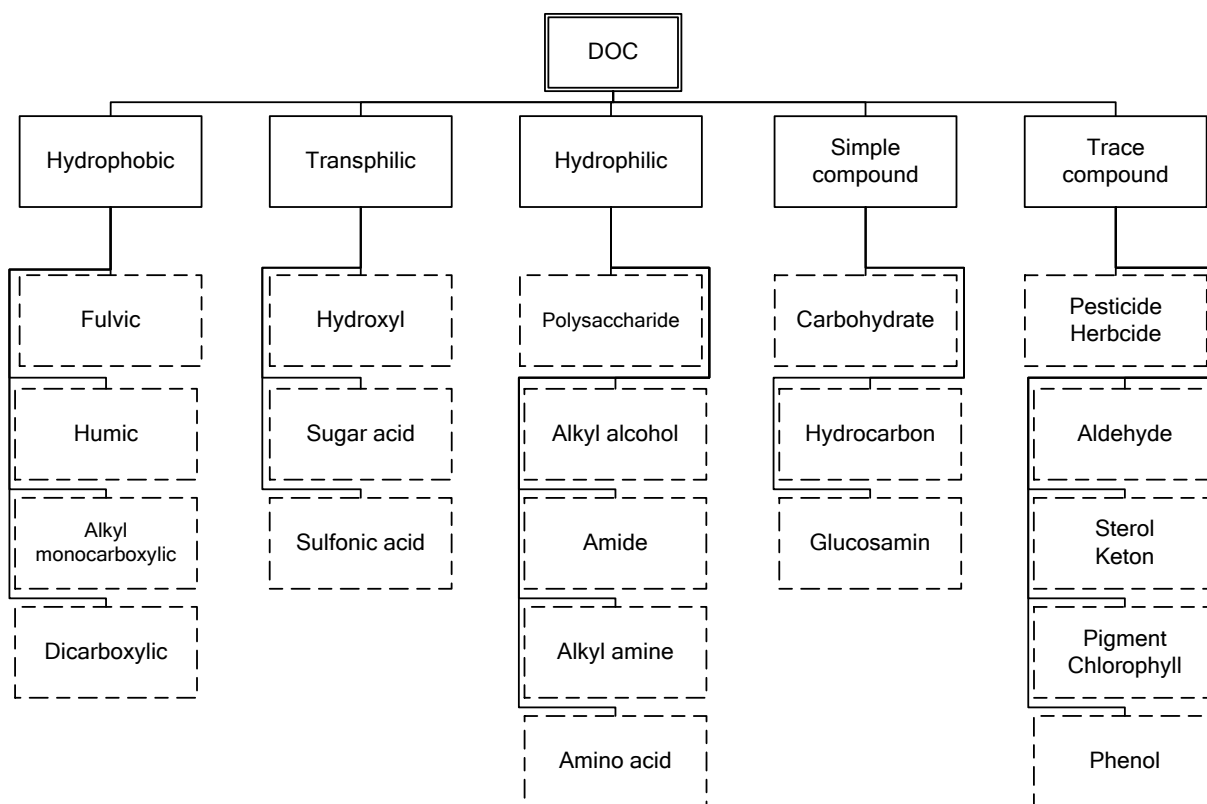 DOC
Hydrophobic
Transphilic
Hydrophilic
Simple
compound
Trace
compound
Fulvic
Hydroxyl
Polysaccharide
Carbohydrate
Pesticide
Herbcide
Humic
Sugar acid
Alkyl alcohol
Hydrocarbon
Aldehyde
Alkyl
monocarboxylic
Sulfonic acid
Amide
Glucosamin
Sterol
Keton
Dicarboxylic
Alkyl amine
Pigment
Chlorophyll
Amino acid
Phenol